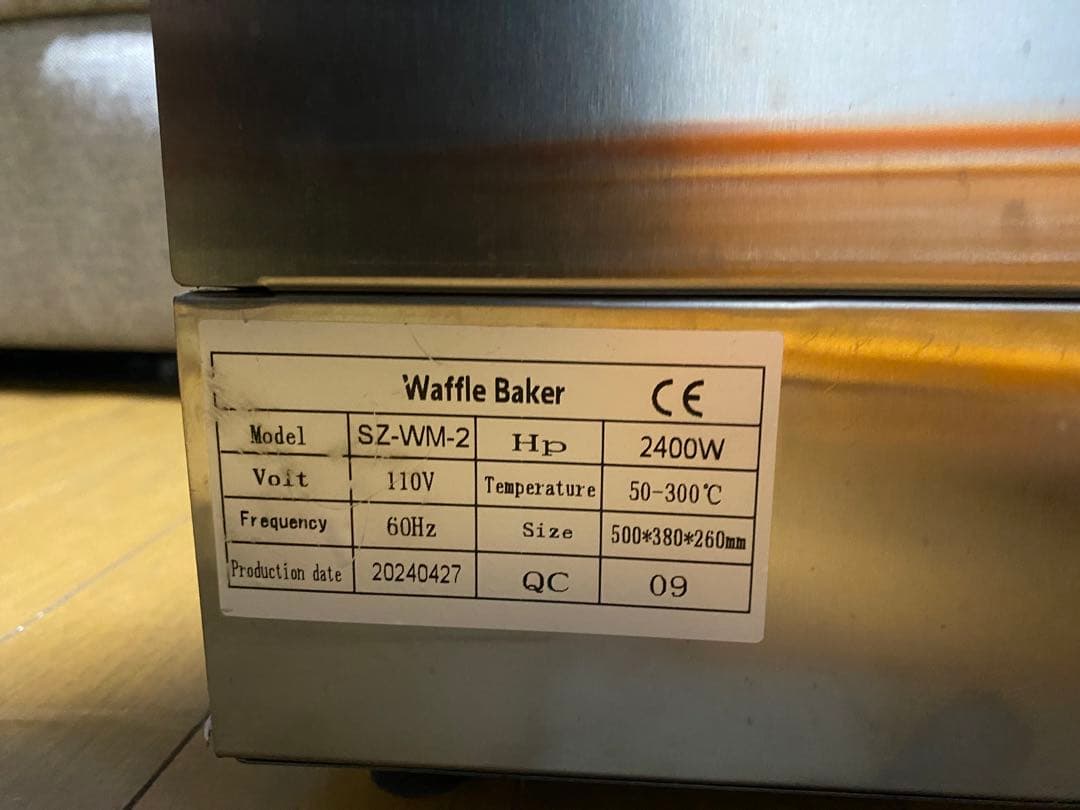 Waffle Baker CE
Model SZ-WM-2 Hp 2400W
Voit 110V Temperature 50-300℃
Frequency 60Hz Size 500*380*260mm
Production date 20240427 QC 09